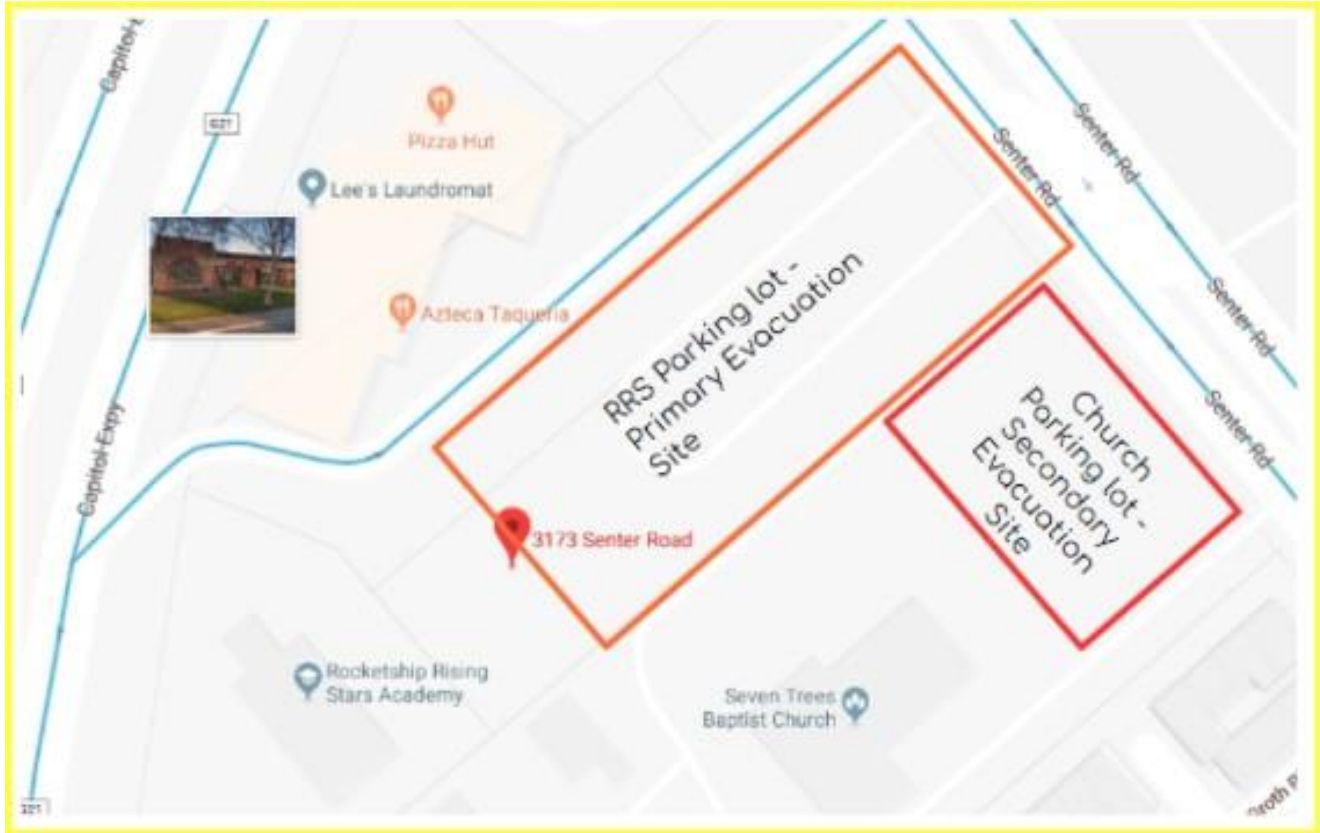 Capitol
G21
Pizza Hut
Lee's Laundromat
Azteca Taqueria
Capitol Expy
Senter Rd
Senter Rd
Senter Rd
Senter Rd
RRS Parking lot -
Primary Evacuation
Site
Church
Parking lot -
Secondary
Evacuation
Site
3173 Senter Road
Rocketship Rising
Stars Academy
Seven Trees
Baptist Church